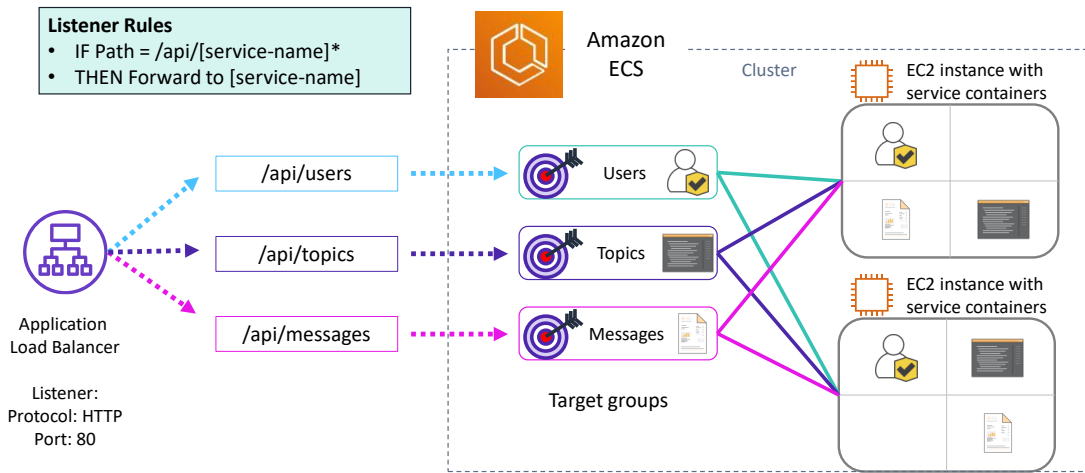 Listener Rules
• IF Path = /api/[service-name]*
• THEN Forward to [service-name]
Amazon
ECS
Cluster
EC2 instance with
service containers
/api/users
Users
/api/topics
Topics
EC2 instance with
service containers
/api/messages
Messages
Application
Load Balancer
Target groups
Listener:
Protocol: HTTP
Port: 80